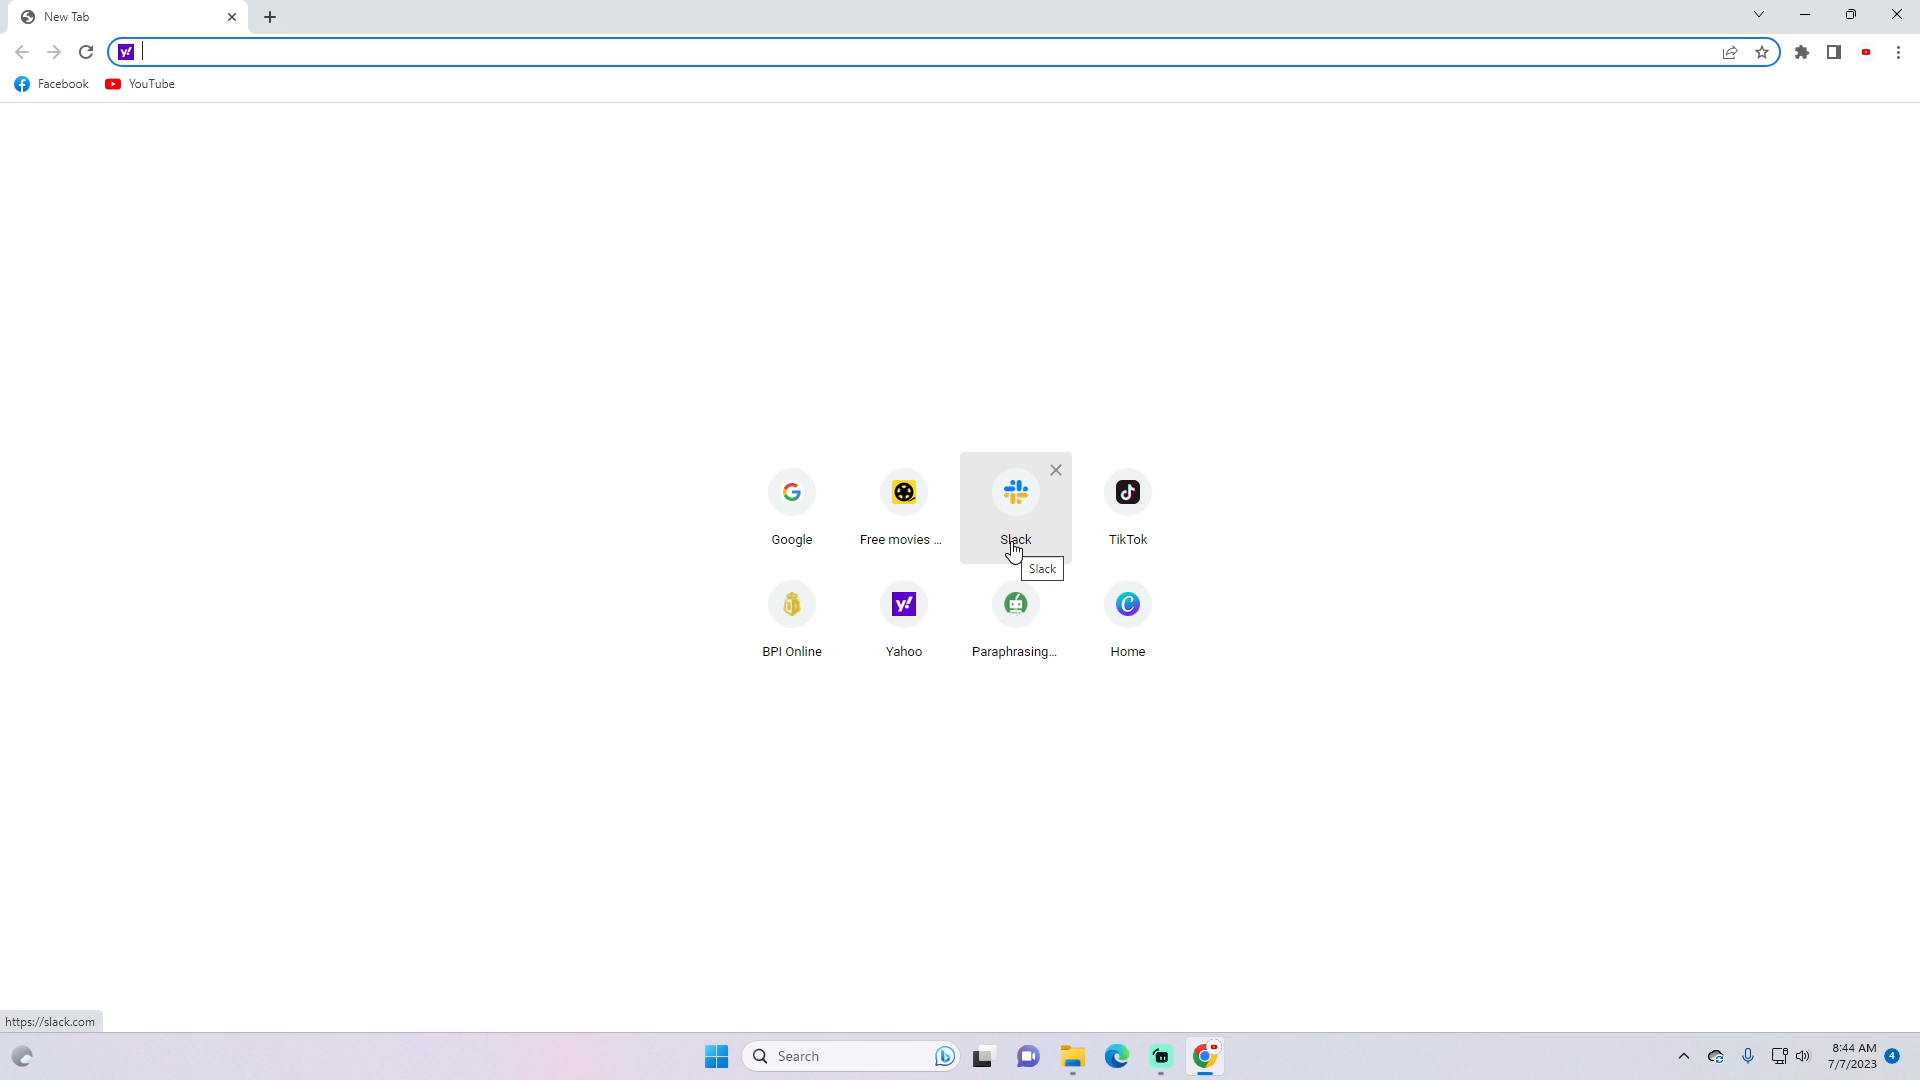 New Tab
Facebook
YouTube
Google
Free movies ...
Slack
TikTok
Slack
BPI Online
Yahoo
Paraphrasing...
Home
https://slack.com
Search
8:44 AM
7/7/2023
4